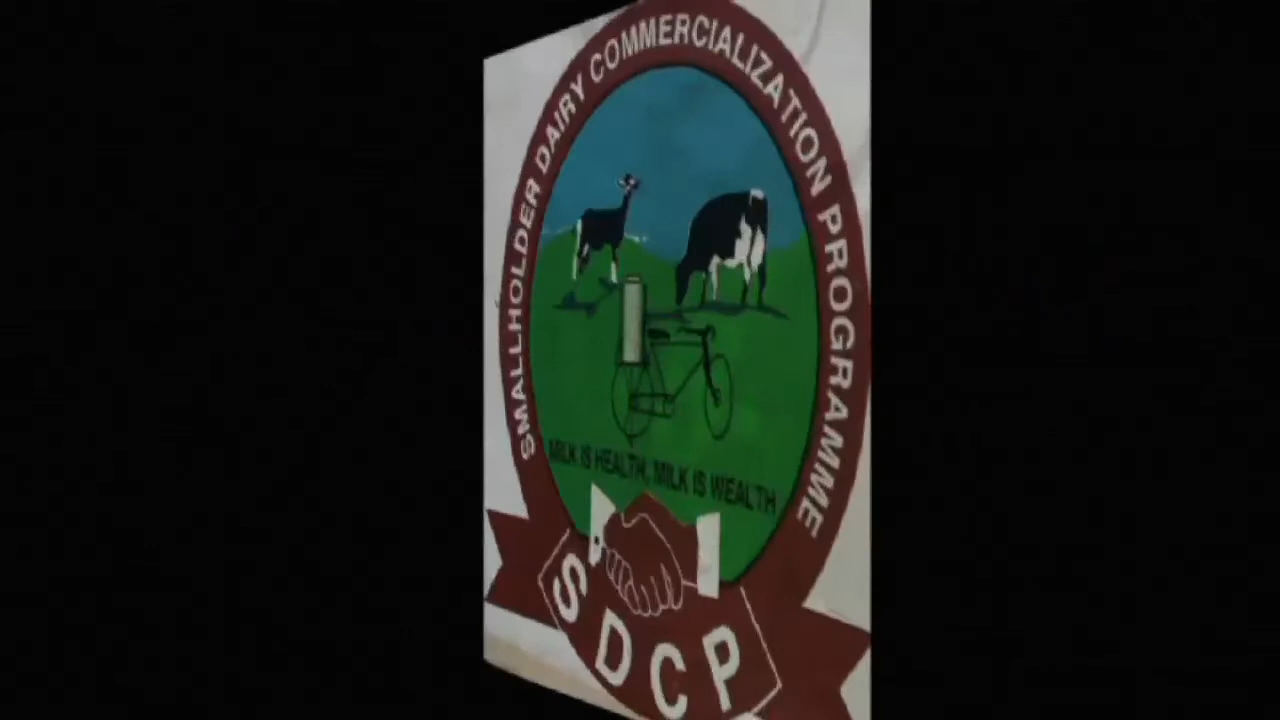 SMALLHOLDER DAIRY COMMERCIALIZATION PROGRAMME
MILK IS HEALTH, MILK IS WEALTH
SDCP